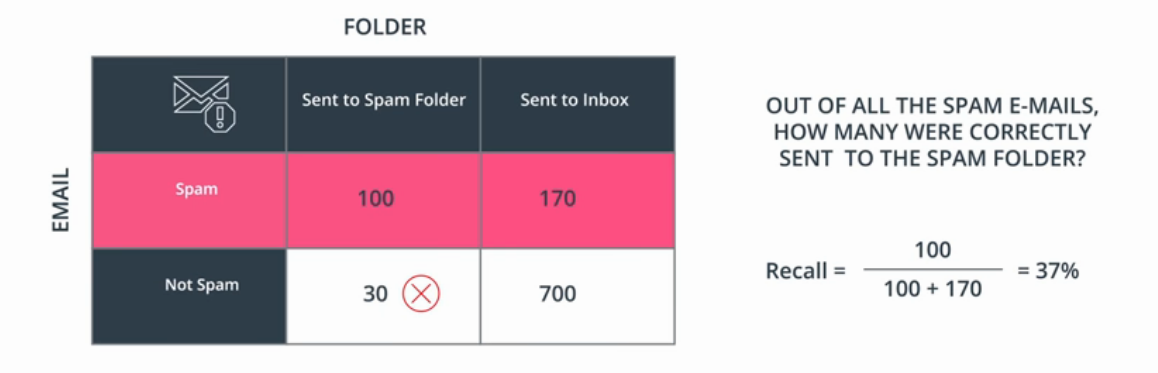 FOLDER
Sent to Spam Folder
Sent to Inbox
EMAIL
Spam
100
170
Not Spam
30
700
OUT OF ALL THE SPAM E-MAILS,
HOW MANY WERE CORRECTLY
SENT TO THE SPAM FOLDER?
100
Recall = = 37%
100 + 170